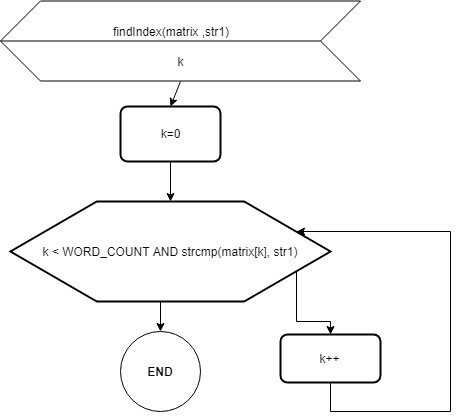 findIndex(matrix ,str1)
k
k=0
k < WORD_COUNT AND strcmp(matrix[k], str1)
k++
END